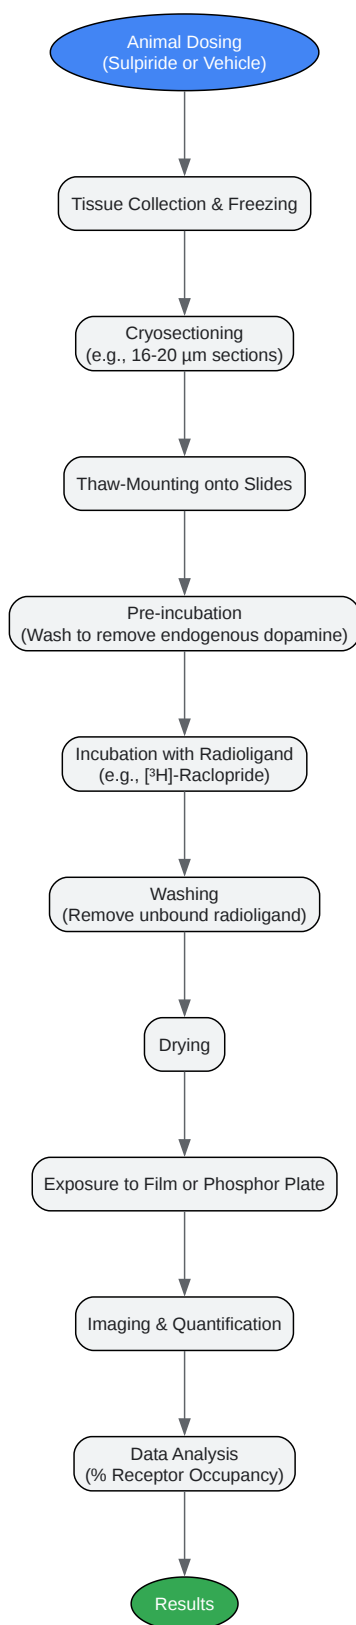 Animal Dosing
(Sulpiride or Vehicle)
Tissue Collection & Freezing
Cryosectioning
(e.g., 16-20 µm sections)
Thaw-Mounting onto Slides
Pre-incubation
(Wash to remove endogenous dopamine)
Incubation with Radioligand
(e.g., [³H]-Raclopride)
Washing
(Remove unbound radioligand)
Drying
Exposure to Film or Phosphor Plate
Imaging & Quantification
Data Analysis
(% Receptor Occupancy)
Results